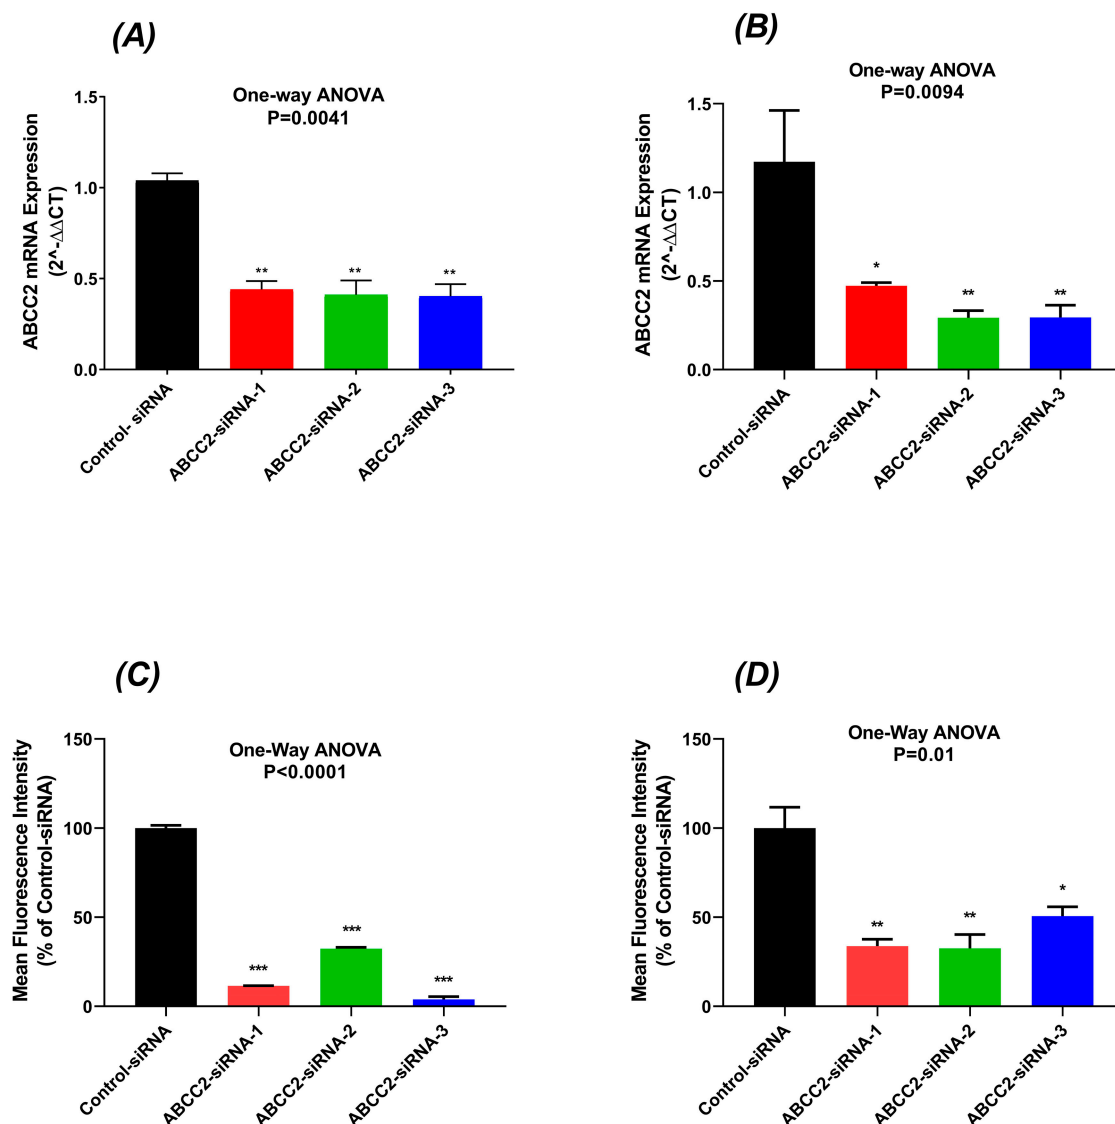 (A)
One-way ANOVA
P=0.0041
ABCC2 mRNA Expression
(2^-ΔΔCT)
1.5
1.0
0.5
0.0
**
**
**
Control- siRNA
ABCC2-siRNA-1
ABCC2-siRNA-2
ABCC2-siRNA-3
(B)
One-way ANOVA
P=0.0094
ABCC2 mRNA Expression
(2^-ΔΔCT)
1.5
1.0
0.5
0.0
*
**
**
Control-siRNA
ABCC2-siRNA-1
ABCC2-siRNA-2
ABCC2-siRNA-3
(C)
One-Way ANOVA
P<0.0001
Mean Fluorescence Intensity
(% of Control-siRNA)
150
100
50
0
***
***
***
Control-siRNA
ABCC2-siRNA-1
ABCC2-siRNA-2
ABCC2-siRNA-3
(D)
One-Way ANOVA
P=0.01
Mean Fluorescence Intensity
(% of Control-siRNA)
150
100
50
0
**
**
*
Control-siRNA
ABCC2-siRNA-1
ABCC2-siRNA-2
ABCC2-siRNA-3